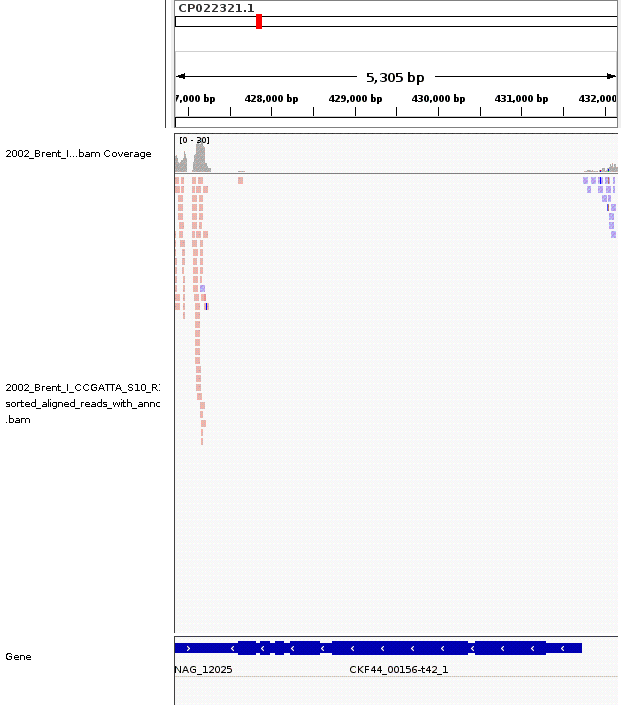 CP022321.1
5,305 bp
7,000 bp 428,000 bp 429,000 bp 430,000 bp 431,000 bp 432,000
[0 - 30]
2002_Brent_I...bam Coverage
2002_Brent_I_CCGATTA_S10_R
sorted_aligned_reads_with_anno
.bam
Gene
NAG_12025 CKF44_00156-t42_1